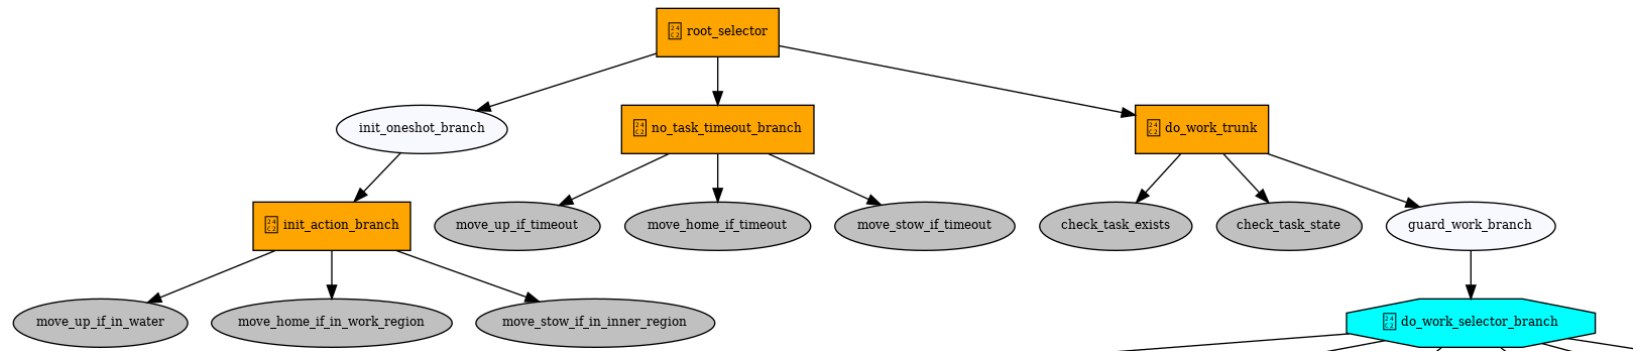 root_selector
init_oneshot_branch
no_task_timeout_branch
do_work_trunk
init_action_branch
move_up_if_timeout
move_home_if_timeout
move_stow_if_timeout
check_task_exists
check_task_state
guard_work_branch
move_up_if_in_water
move_home_if_in_work_region
move_stow_if_in_inner_region
do_work_selector_branch